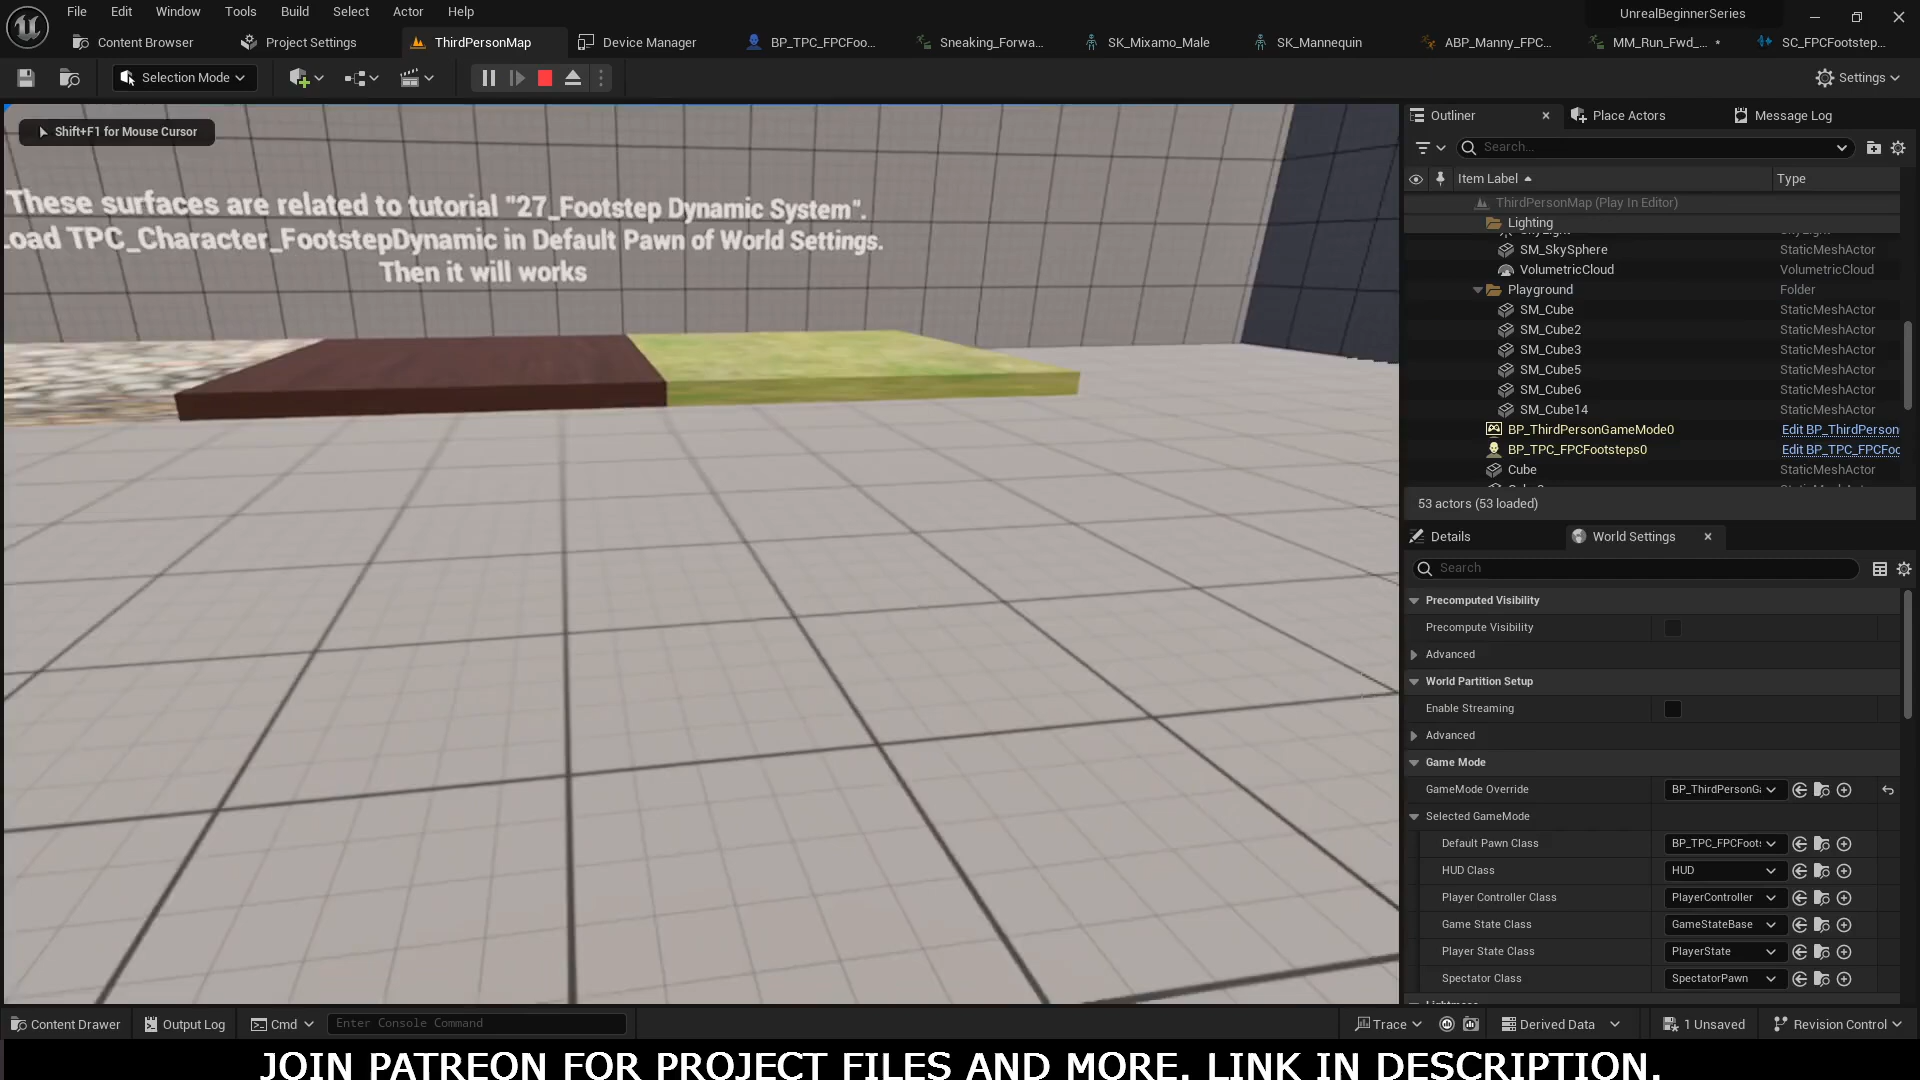 File Edit Window Tools Build Select Actor Help
UnrealBeginnerSeries
Content Browser Project Settings ThirdPersonMap Device Manager BP_TPC_FPCFoo... Sneaking_Forwa... SK_Mixamo_Male SK_Mannequin ABP_Manny_FPC... MM_Run_Fwd_... • SC_FPCFootstep...
Selection Mode
Settings
Shift+F1 for Mouse Cursor
These surfaces are related to tutorial "27_Footstep Dynamic System".
Load TPC_Character_FootstepDynamic in Default Pawn of World Settings.
Then it will works
Outliner Place Actors Message Log
Search...
Item Label Type
ThirdPersonMap (Play In Editor)
Lighting
SM_SkySphere StaticMeshActor
VolumetricCloud VolumetricCloud
Playground Folder
SM_Cube StaticMeshActor
SM_Cube2 StaticMeshActor
SM_Cube3 StaticMeshActor
SM_Cube5 StaticMeshActor
SM_Cube6 StaticMeshActor
SM_Cube14 StaticMeshActor
BP_ThirdPersonGameMode0 Edit BP_ThirdPerson
BP_TPC_FPCFootsteps0 Edit BP_TPC_FPCFoo
Cube StaticMeshActor
53 actors (53 loaded)
Details World Settings
Search
Precomputed Visibility
Precompute Visibility
Advanced
World Partition Setup
Enable Streaming
Advanced
Game Mode
GameMode Override BP_ThirdPersonGa
Selected GameMode
Default Pawn Class BP_TPC_FPCFoots
HUD Class HUD
Player Controller Class PlayerController
Game State Class GameStateBase
Player State Class PlayerState
Spectator Class SpectatorPawn
Content Drawer Output Log Cmd Enter Console Command Trace Derived Data 1 Unsaved Revision Control
JOIN PATREON FOR PROJECT FILES AND MORE. LINK IN DESCRIPTION.